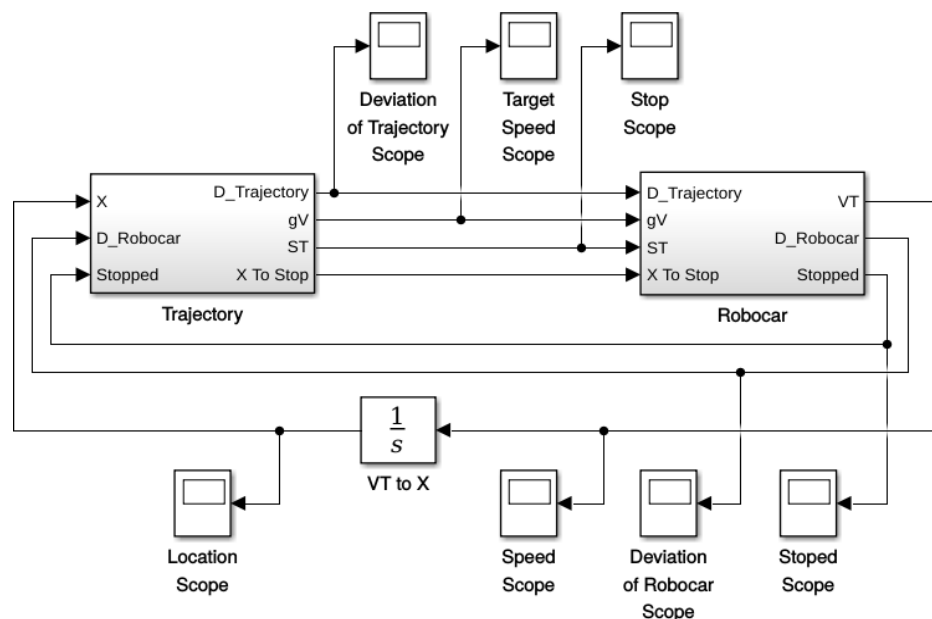 Deviation
of Trajectory
Scope
Target
Speed
Scope
Stop
Scope
X
D_Robocar
Stopped
D_Trajectory
gV
ST
X To Stop
Trajectory
D_Trajectory
gV
ST
X To Stop
VT
D_Robocar
Stopped
Robocar
1
s
VT to X
Location
Scope
Speed
Scope
Deviation
of Robocar
Scope
Stoped
Scope